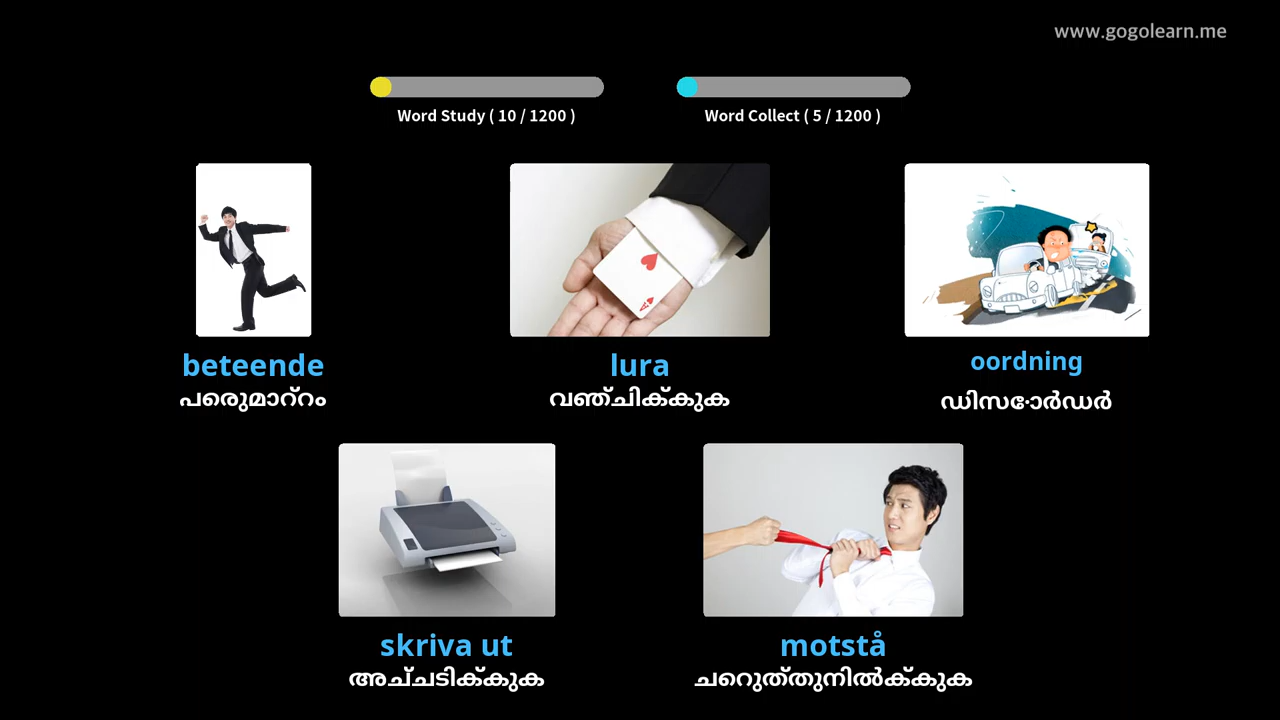 www.gogolearn.me
Word Study ( 10 / 1200 )
Word Collect ( 5 / 1200 )
beteende
പെരുമാറ്റം
lura
വഞ്ചിക്കുക
oordning
ഡിസോർഡർ
skriva ut
അച്ചടിക്കുക
motstå
ചെറുത്തുനിൽക്കുക